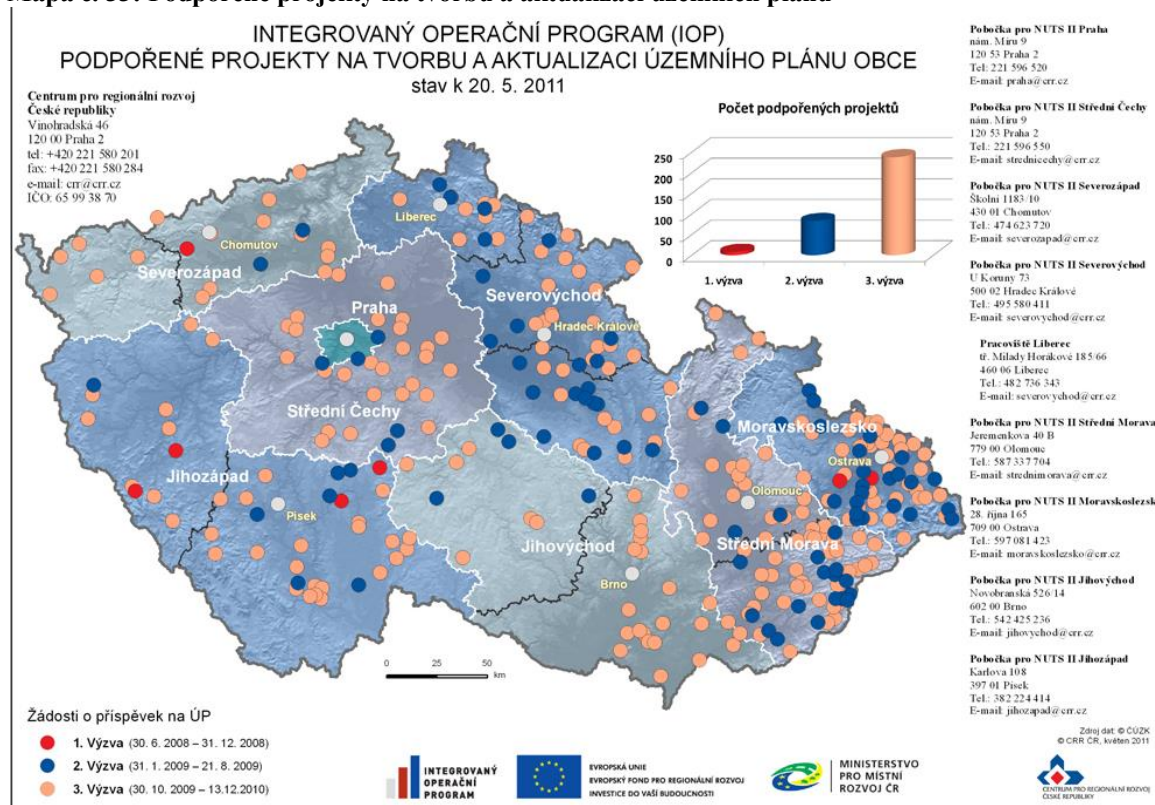 Mapa č. 35: Podpořené projekty na tvorbu a aktualizaci územních plánů
INTEGROVANÝ OPERAČNÍ PROGRAM (IOP)
PODPOŘENÉ PROJEKTY NA TVORBU A AKTUALIZACI ÚZEMNÍHO PLÁNU OBCE
stav k 20. 5. 2011
Centrum pro regionální rozvoj
České republiky
Vinohradská 46
120 00 Praha 2
tel: +420 221 580 201
fax: +420 221 580 284
e-mail: crr@crr.cz
IČO: 65 99 38 70
Počet podpořených projektů
250
200
150
100
50
0
1. výzva
2. výzva
3. výzva
Liberec
Chomutov
Severozápad
Praha
Severovýchod
Hradec Králové
Střední Čechy
Moravskoslezsko
Ostrava
Jihozápad
Písek
Olomouc
Jihovýchod
Střední Morava
Brno
0 25 50
km
Žádosti o příspěvek na ÚP
1. Výzva (30. 6. 2008 – 31. 12. 2008)
2. Výzva (31. 1. 2009 – 21. 8. 2009)
3. Výzva (30. 10. 2009 – 13.12.2010)
Pobočka pro NUTS II Praha
nám. Míru 9
120 53 Praha 2
Tel: 221 596 520
E-mail: praha@crr.cz
Pobočka pro NUTS II Střední Čechy
nám. Míru 9
120 53 Praha 2
Tel.: 221 596 550
E-mail: strednicechy@crr.cz
Pobočka pro NUTS II Severozápad
Školní 1183/10
430 01 Chomutov
Tel.: 474 623 720
E-mail: severozapad@crr.cz
Pobočka pro NUTS II Severovýchod
U Koruny 73
500 02 Hradec Králové
Tel.: 495 580 411
E-mail: severovychod@crr.cz
Pracoviště Liberec
tř. Milady Horákové 185/66
460 06 Liberec
Tel.: 482 736 343
E-mail: severovychod@crr.cz
Pobočka pro NUTS II Střední Morava
Jeremenkova 40 B
779 00 Olomouc
Tel.: 587 337 704
E-mail: strednimorava@crr.cz
Pobočka pro NUTS II Moravskoslezsk
28. října 165
709 00 Ostrava
Tel.: 597 081 423
E-mail: moravskoslezsko@crr.cz
Pobočka pro NUTS II Jihovýchod
Novobranská 526/14
602 00 Brno
Tel.: 542 425 236
E-mail: jihovychod@crr.cz
Pobočka pro NUTS II Jihozápad
Karlova 108
397 01 Písek
Tel.: 382 224 414
E-mail: jihozapad@crr.cz
Zdroj dat: © ČÚZK
© CRR ČR, květen 2011
INTEGROVANÝ
OPERAČNÍ
PROGRAM
EVROPSKÁ UNIE
EVROPSKÝ FOND PRO REGIONÁLNÍ ROZVOJ
INVESTICE DO VAŠÍ BUDOUCNOSTI
MINISTERSTVO
PRO MÍSTNÍ
ROZVOJ ČR
CENTRUM PRO REGIONÁLNÍ ROZVOJ
ČESKÉ REPUBLIKY